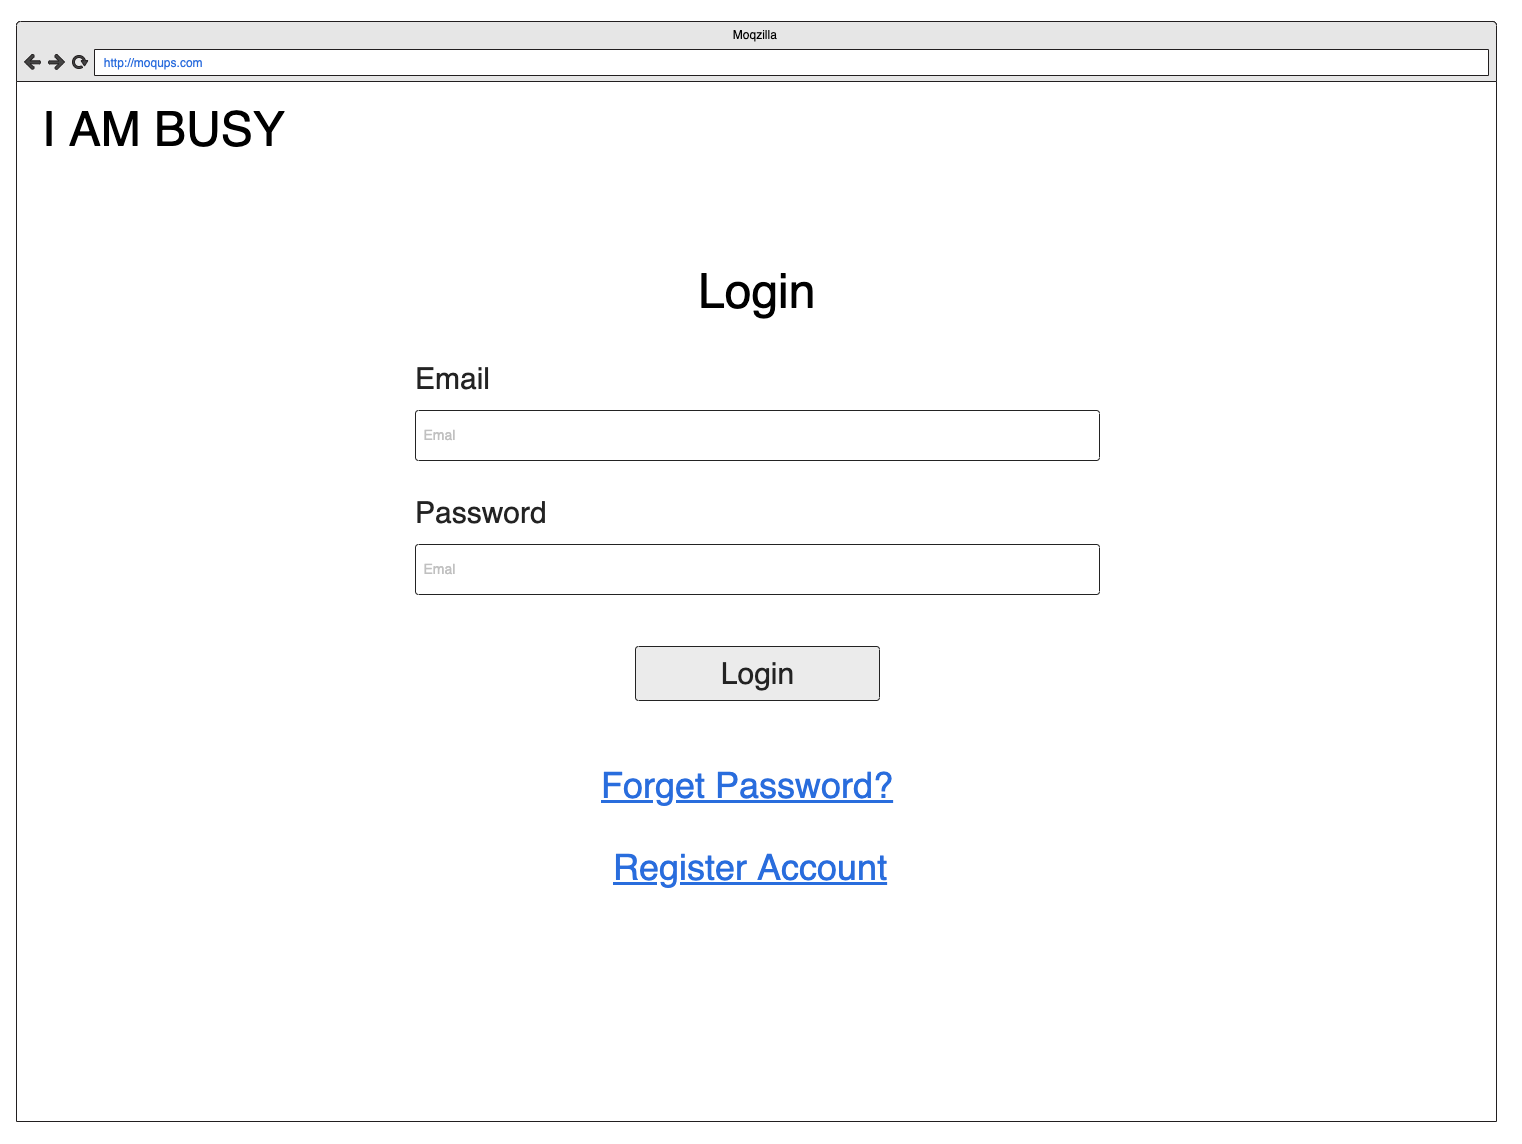 Moqzilla
http://moqups.com
I AM BUSY
Login
Email
Emal
Password
Emal
Login
Forget Password?
Register Account